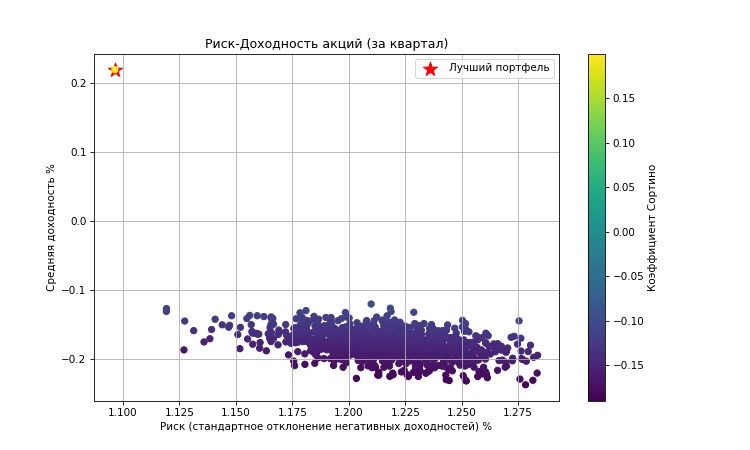 Риск-Доходность акций (за квартал)
Лучший портфель
Средняя доходность %
0.2
0.1
0.0
−0.1
−0.2
1.100 1.125 1.150 1.175 1.200 1.225 1.250 1.275
Риск (стандартное отклонение негативных доходностей) %
0.15
0.10
0.05
0.00
−0.05
−0.10
−0.15
Коэффициент Сортино